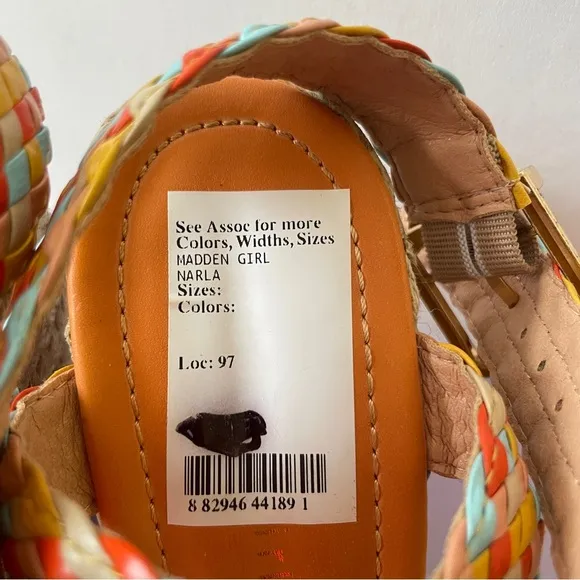 See Assoc for more
Colors, Widths, Sizes
MADDEN GIRL
NARLA
Sizes:
Colors:
Loc: 97
8 82946 44189 1